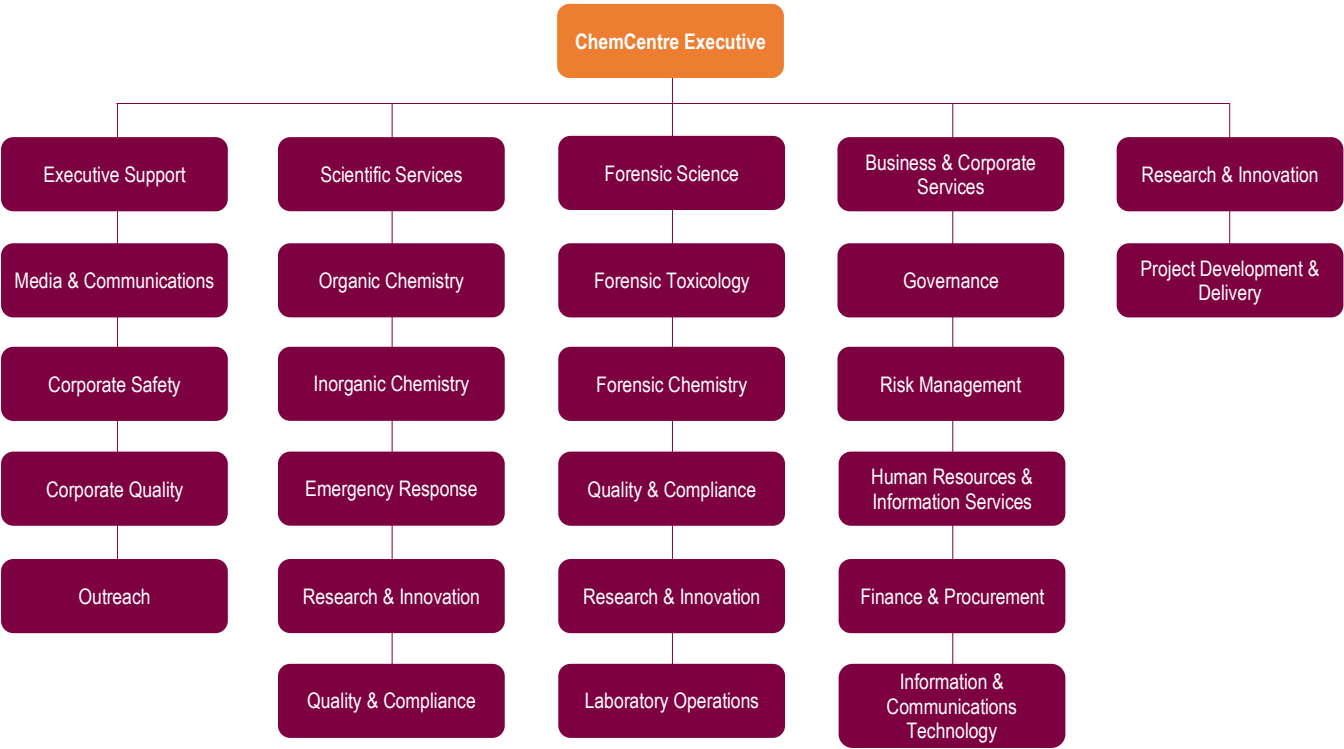 ChemCentre Executive
Executive Support
Scientific Services
Forensic Science
Business & Corporate
Services
Research & Innovation
Media & Communications
Organic Chemistry
Forensic Toxicology
Governance
Project Development &
Delivery
Corporate Safety
Inorganic Chemistry
Forensic Chemistry
Risk Management
Corporate Quality
Emergency Response
Quality & Compliance
Human Resources &
Information Services
Outreach
Research & Innovation
Research & Innovation
Finance & Procurement
Quality & Compliance
Laboratory Operations
Information &
Communications
Technology